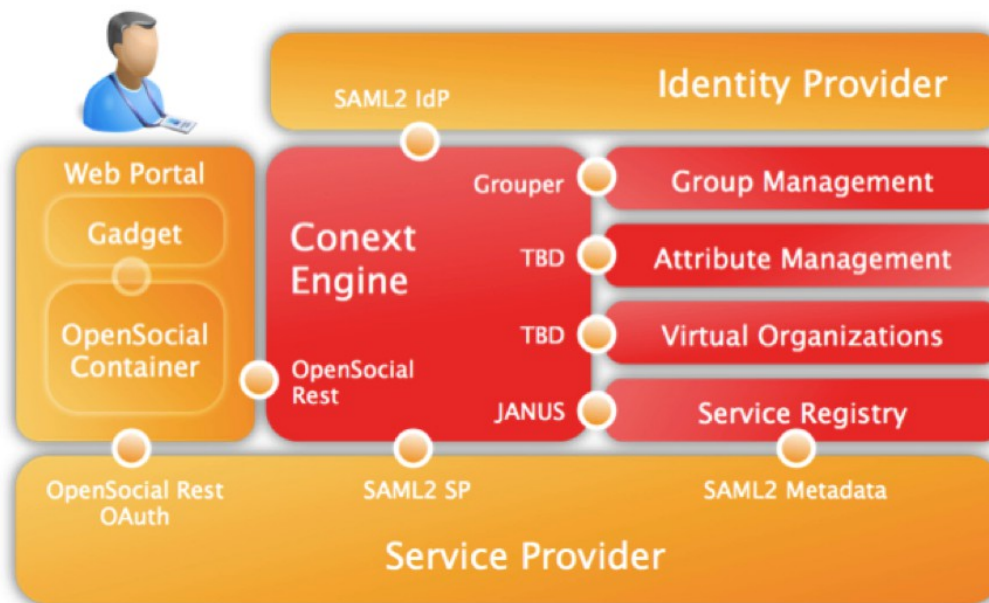 Identity Provider
SAML2 IdP
Web Portal
Gadget
OpenSocial
Container
Conext
Engine
Grouper
TBD
TBD
JANUS
OpenSocial
Rest
Group Management
Attribute Management
Virtual Organizations
Service Registry
OpenSocial Rest
OAuth
SAML2 SP
SAML2 Metadata
Service Provider